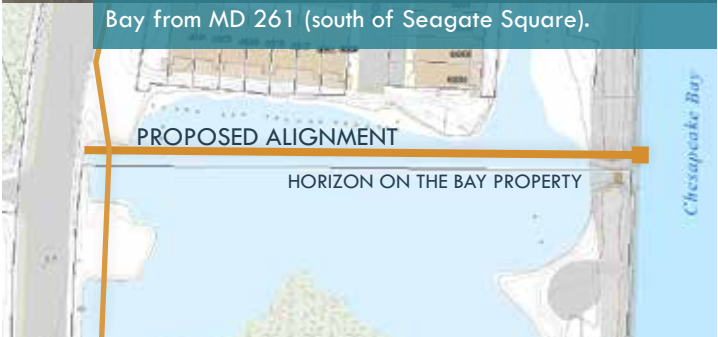 Bay from MD 261 (south of Seagate Square).
PROPOSED ALIGNMENT
HORIZON ON THE BAY PROPERTY
Chesapeake Bay